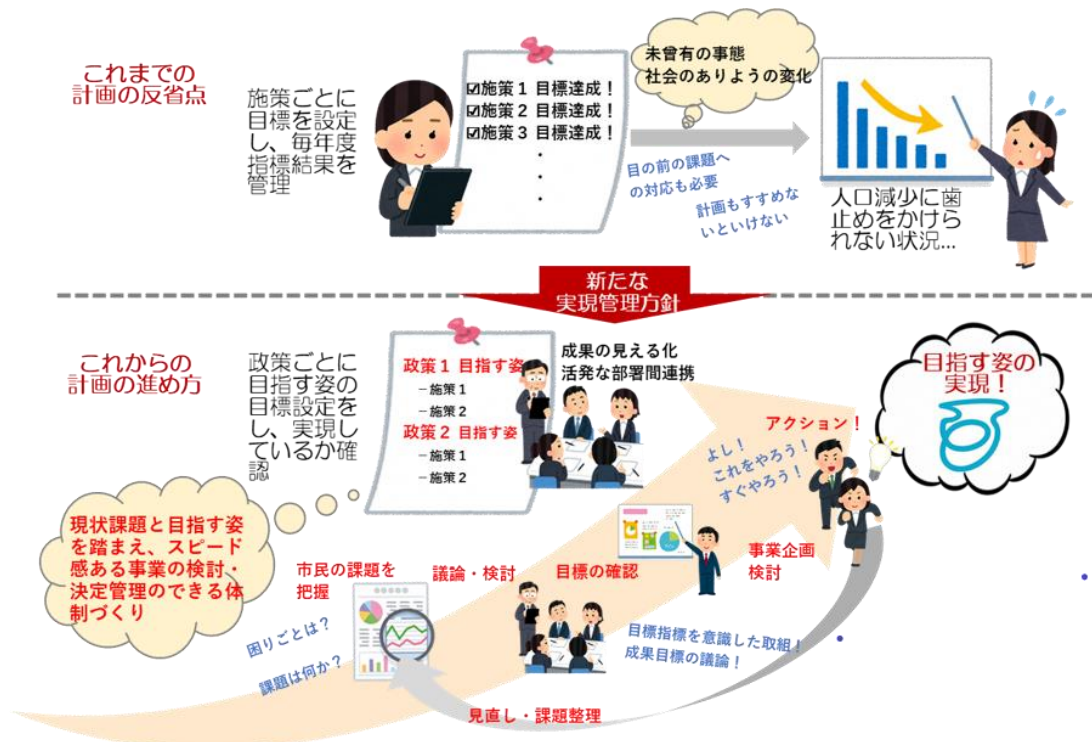 これまでの
計画の反省点
施策ごとに
目標を設定
し、毎年度
指標結果を
管理
☑施策1 目標達成！
☑施策2 目標達成！
☑施策3 目標達成！
・
・
・
・
未曾有の事態
社会のありようの変化
目の前の課題へ
の対応も必要
計画もすすめな
いといけない
人口減少に歯
止めをかけら
れない状況…
新たな
実現管理方針
これからの
計画の進め方
政策ごとに
目指す姿の
目標設定を
し、実現し
ているか確
認
政策1 目指す姿
－施策1
－施策2
政策2 目指す姿
－施策1
－施策2
成果の見える化
活発な部署間連携
目指す姿の
実現！
アクション！
よし！
これをやろう！
すぐやろう！
現状課題と目指す姿
を踏まえ、スピード
感ある事業の検討・
決定管理のできる体
制づくり
市民の課題を
把握
議論・検討
目標の確認
事業企画
検討
困りごとは？
課題は何か？
目標指標を意識した取組！
成果目標の議論！
見直し・課題整理